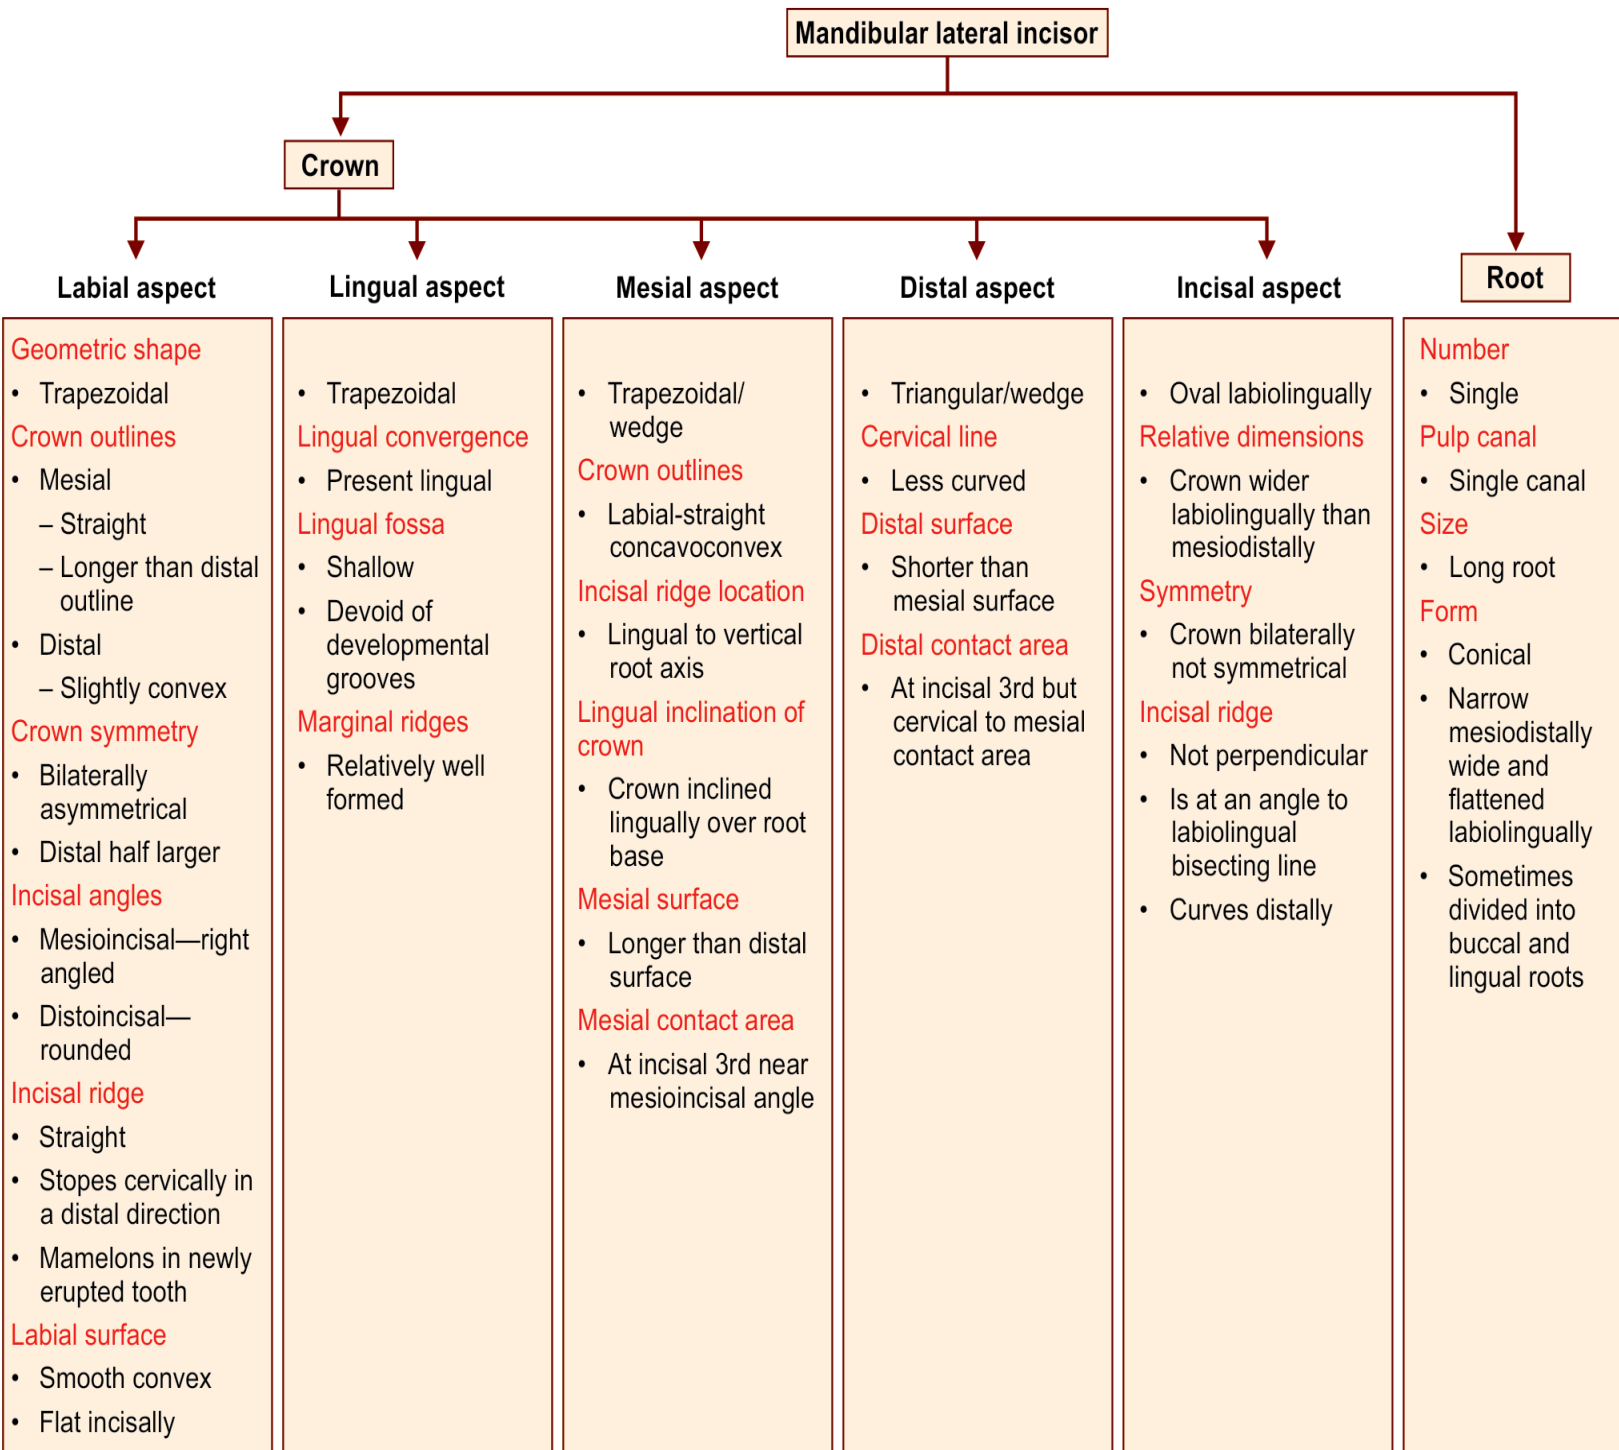 Mandibular lateral incisor
Crown
Root
Labial aspect
Lingual aspect
Mesial aspect
Distal aspect
Incisal aspect
Geometric shape
• Trapezoidal
Crown outlines
• Mesial
– Straight
– Longer than distal
outline
• Distal
– Slightly convex
Crown symmetry
• Bilaterally
asymmetrical
• Distal half larger
Incisal angles
• Mesioincisal—right
angled
• Distoincisal—
rounded
Incisal ridge
• Straight
• Stopes cervically in
a distal direction
• Mamelons in newly
erupted tooth
Labial surface
• Smooth convex
• Flat incisally
• Trapezoidal
Lingual convergence
• Present lingual
Lingual fossa
• Shallow
• Devoid of
developmental
grooves
Marginal ridges
• Relatively well
formed
• Trapezoidal/
wedge
Crown outlines
• Labial-straight
concavoconvex
Incisal ridge location
• Lingual to vertical
root axis
Lingual inclination of
crown
• Crown inclined
lingually over root
base
Mesial surface
• Longer than distal
surface
Mesial contact area
• At incisal 3rd near
mesioincisal angle
• Triangular/wedge
Cervical line
• Less curved
Distal surface
• Shorter than
mesial surface
Distal contact area
• At incisal 3rd but
cervical to mesial
contact area
• Oval labiolingually
Relative dimensions
• Crown wider
labiolingually than
mesiodistally
Symmetry
• Crown bilaterally
not symmetrical
Incisal ridge
• Not perpendicular
• Is at an angle to
labiolingual
bisecting line
• Curves distally
Number
• Single
Pulp canal
• Single canal
Size
• Long root
Form
• Conical
• Narrow
mesiodistally
wide and
flattened
labiolingually
• Sometimes
divided into
buccal and
lingual roots